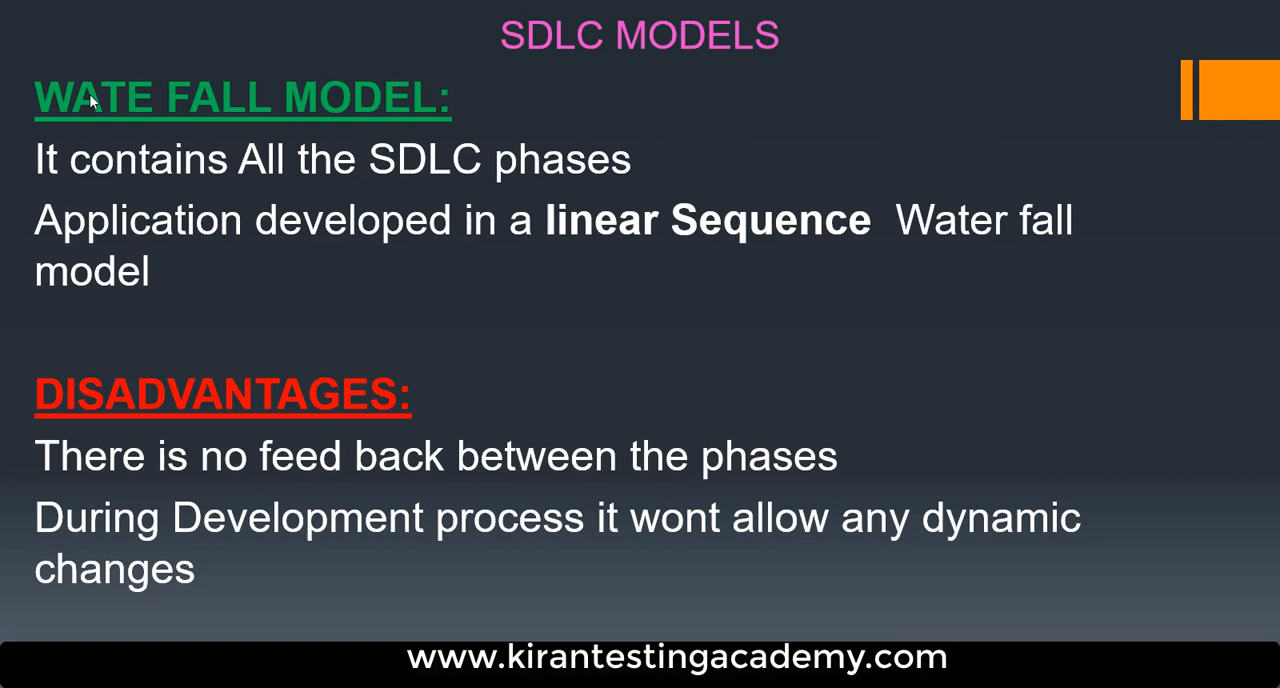 SDLC MODELS
WATE FALL MODEL:
It contains All the SDLC phases
Application developed in a linear Sequence  Water fall
model
DISADVANTAGES:
There is no feed back between the phases
During Development process it wont allow any dynamic
changes
www.kirantestingacademy.com